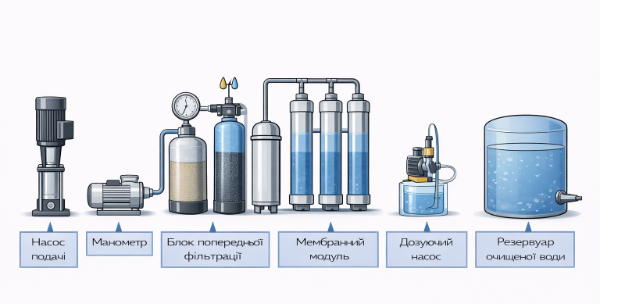 Насос
подачі
Манометр
Блок попередньої
фільтрації
Мембранний
модуль
Дозуючий
насос
Резервуар
очищеної води